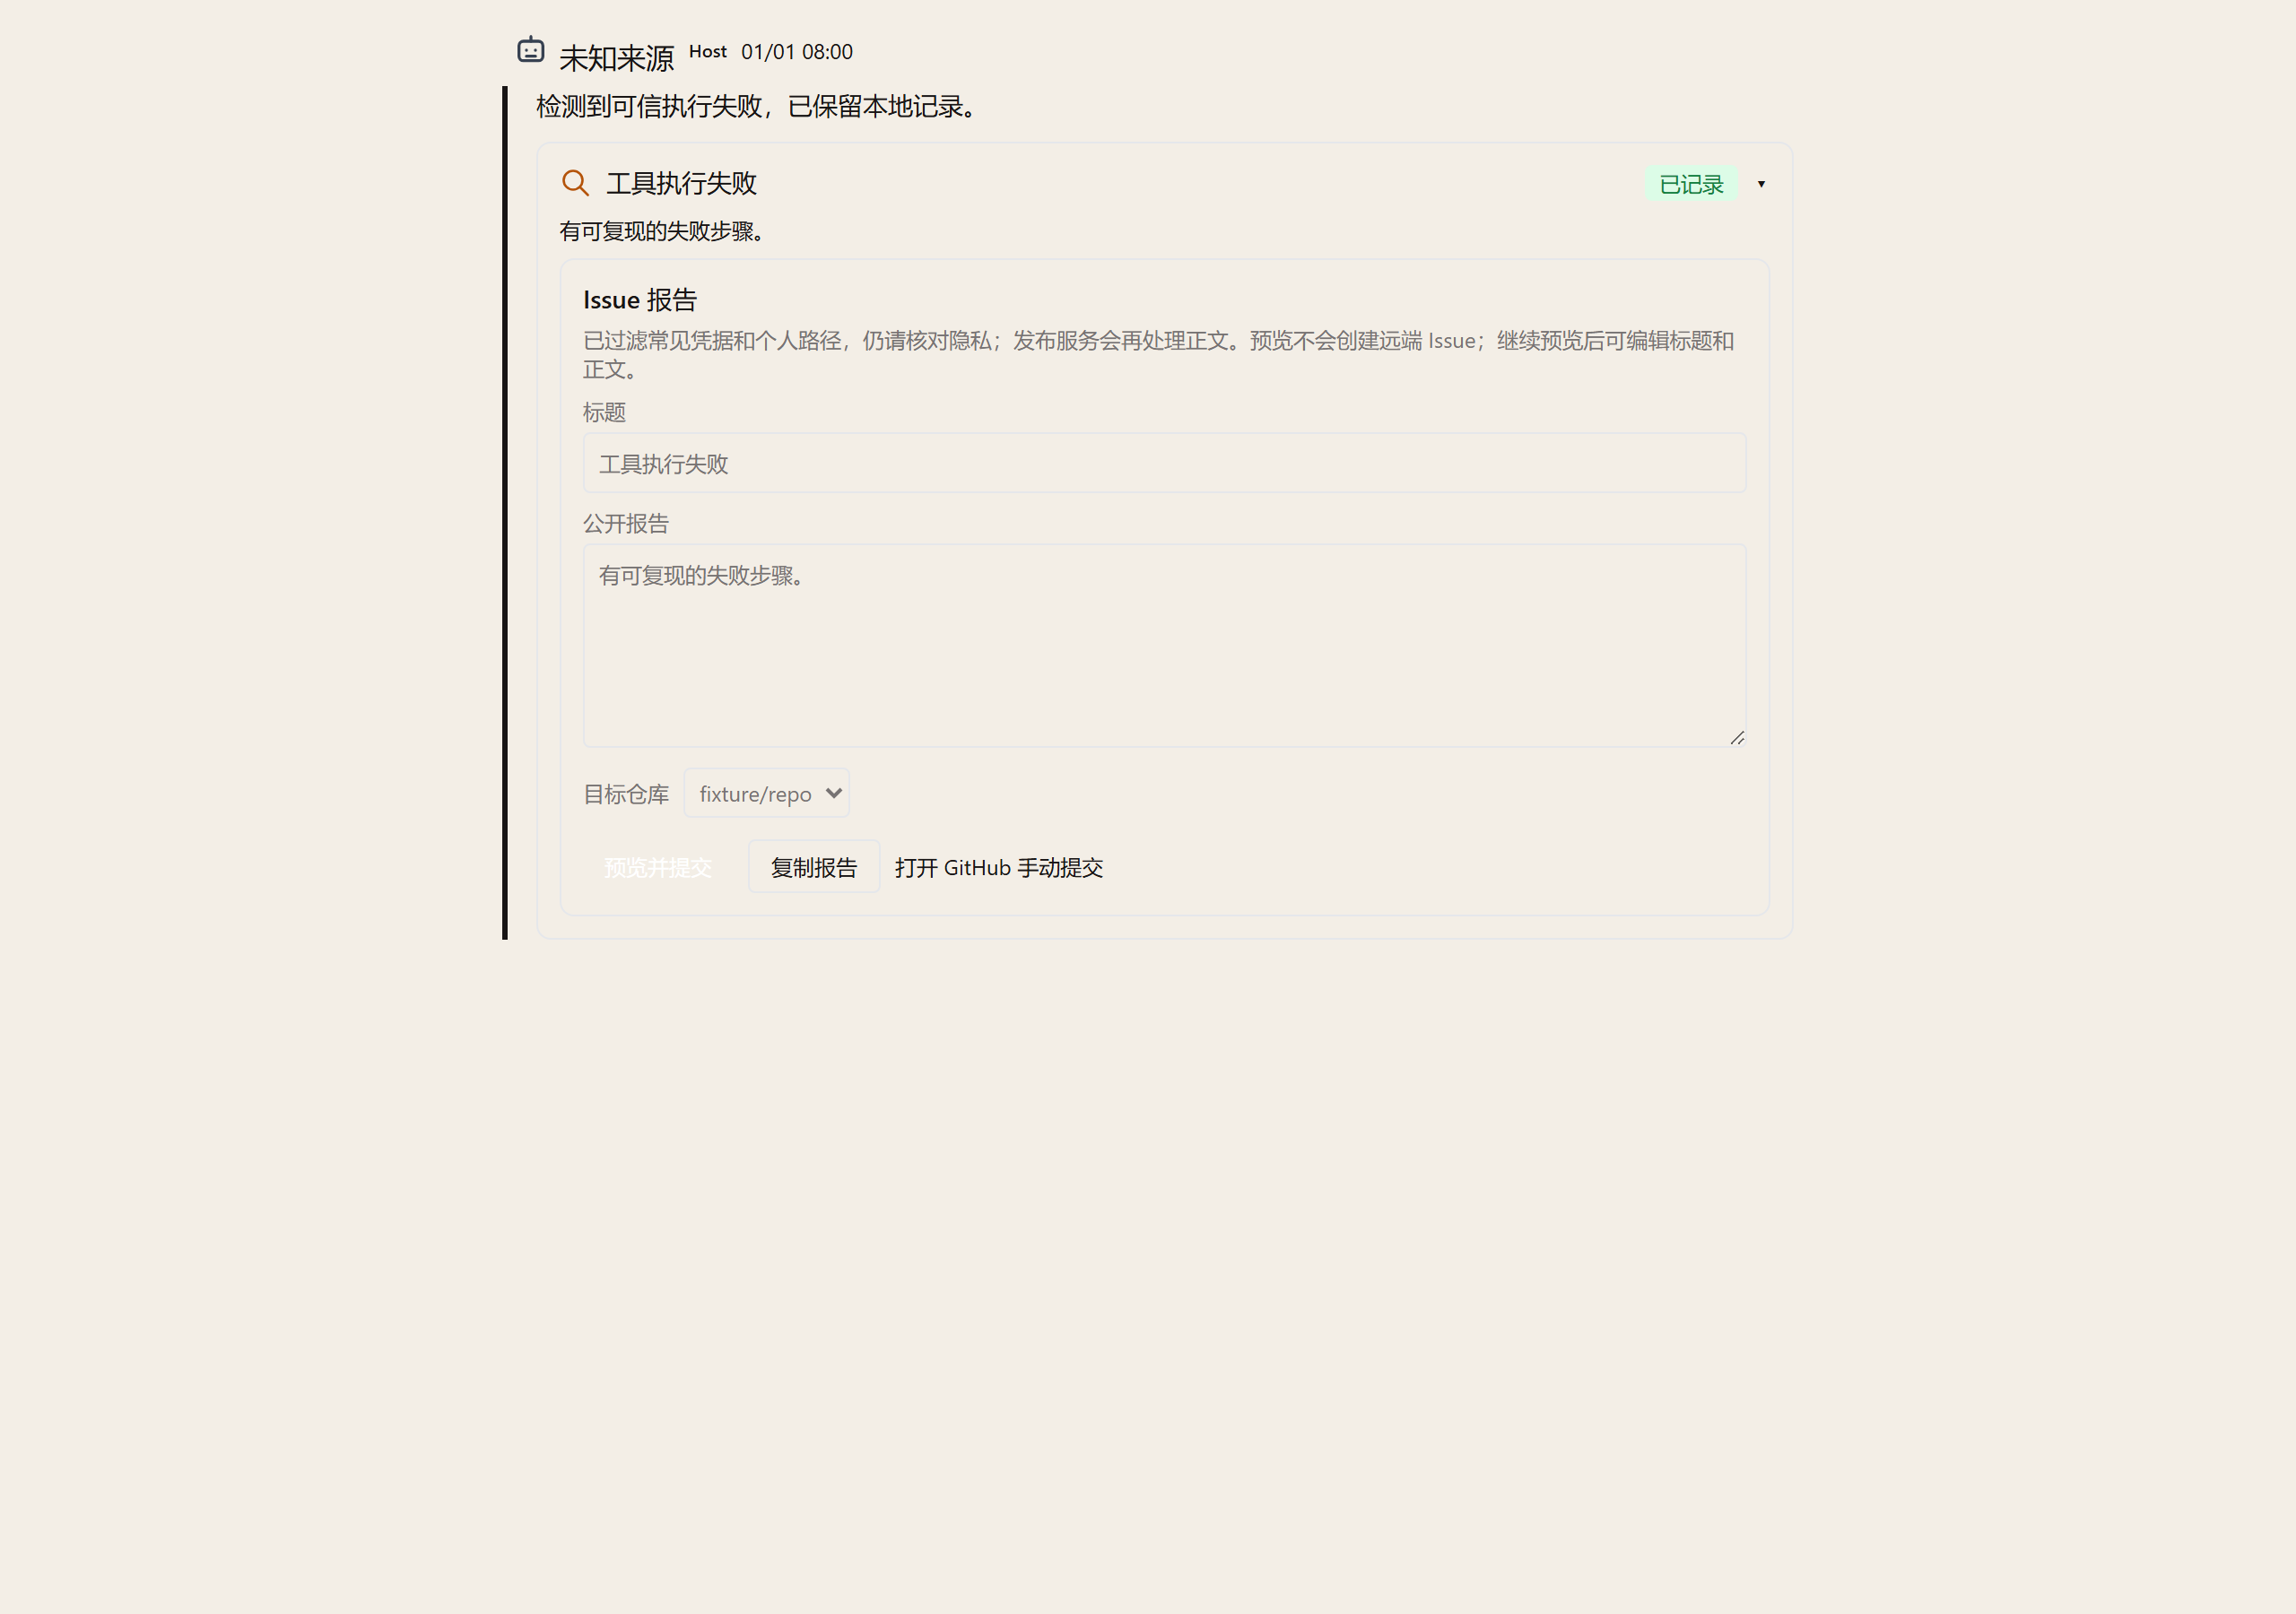 未知来源 Host 01/01 08:00
检测到可信执行失败，已保留本地记录。
工具执行失败 已记录 ▾
有可复现的失败步骤。
Issue 报告
已过滤常见凭据和个人路径，仍请核对隐私；发布服务会再处理正文。预览不会创建远端 Issue；继续预览后可编辑标题和
正文。
标题
工具执行失败
公开报告
有可复现的失败步骤。
目标仓库 fixture/repo
预览并提交 复制报告 打开 GitHub 手动提交